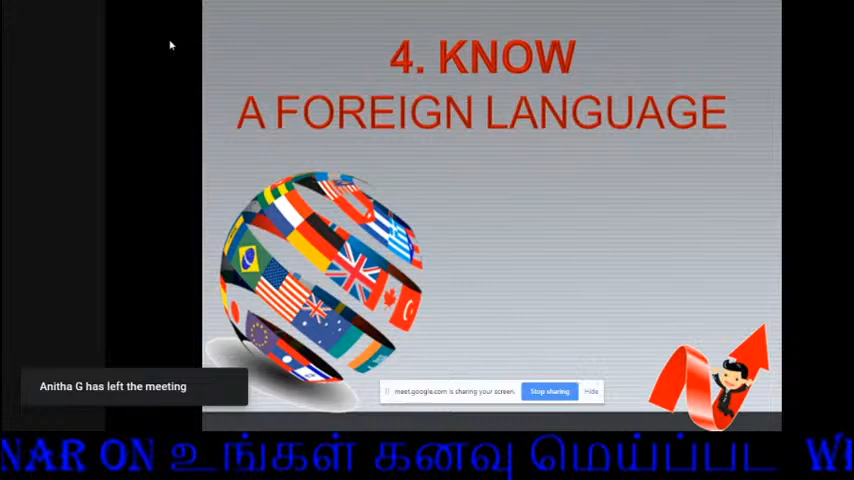 4. KNOW
A FOREIGN LANGUAGE
Anitha G has left the meeting
meet.google.com is sharing your screen. Stop sharing Hide
ON உங்கள் கனவு மெய்ப்பட